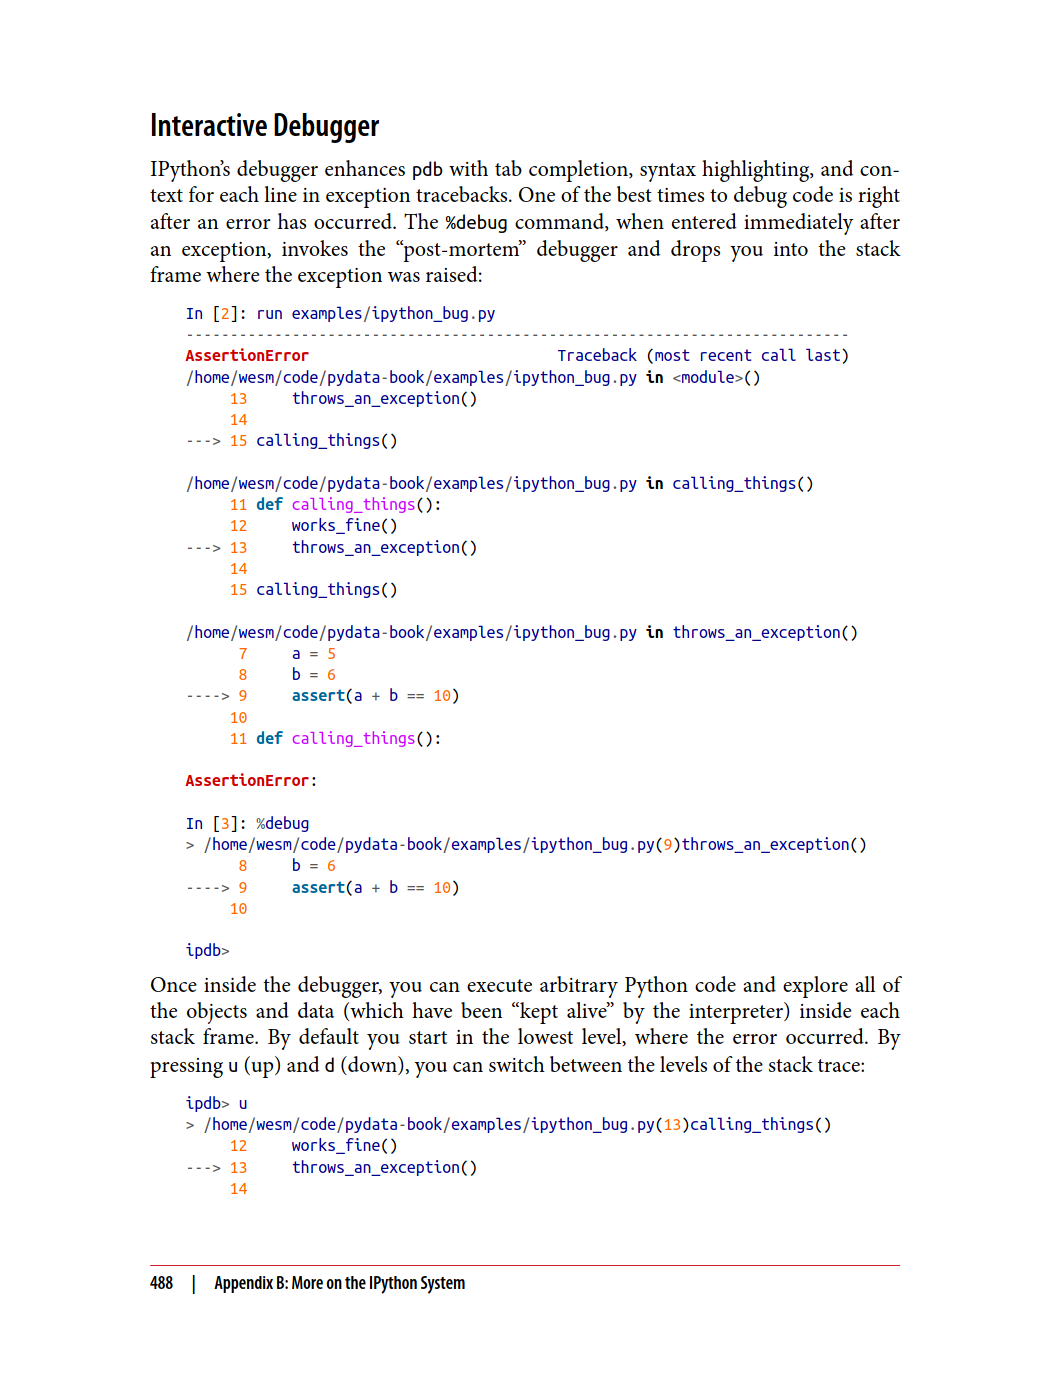 Interactive Debugger
IPython’s debugger enhances pdb with tab completion, syntax highlighting, and con-
text for each line in exception tracebacks. One of the best times to debug code is right
after an error has occurred. The %debug command, when entered immediately after
an exception, invokes the “post-mortem” debugger and drops you into the stack
frame where the exception was raised:
In [2]: run examples/ipython_bug.py
---------------------------------------------------------------------------
AssertionError                            Traceback (most recent call last)
/home/wesm/code/pydata-book/examples/ipython_bug.py in <module>()
     13     throws_an_exception()
     14
---> 15 calling_things()
/home/wesm/code/pydata-book/examples/ipython_bug.py in calling_things()
     11 def calling_things():
     12     works_fine()
---> 13     throws_an_exception()
     14
     15 calling_things()
/home/wesm/code/pydata-book/examples/ipython_bug.py in throws_an_exception()
      7     a = 5
      8     b = 6
----> 9     assert(a + b == 10)
     10
     11 def calling_things():
AssertionError:
In [3]: %debug
> /home/wesm/code/pydata-book/examples/ipython_bug.py(9)throws_an_exception()
      8     b = 6
----> 9     assert(a + b == 10)
     10
ipdb>
Once inside the debugger, you can execute arbitrary Python code and explore all of
the objects and data (which have been “kept alive” by the interpreter) inside each
stack frame. By default you start in the lowest level, where the error occurred. By
pressing u (up) and d (down), you can switch between the levels of the stack trace:
ipdb> u
> /home/wesm/code/pydata-book/examples/ipython_bug.py(13)calling_things()
     12     works_fine()
---> 13     throws_an_exception()
     14
488 | Appendix B: More on the IPython System